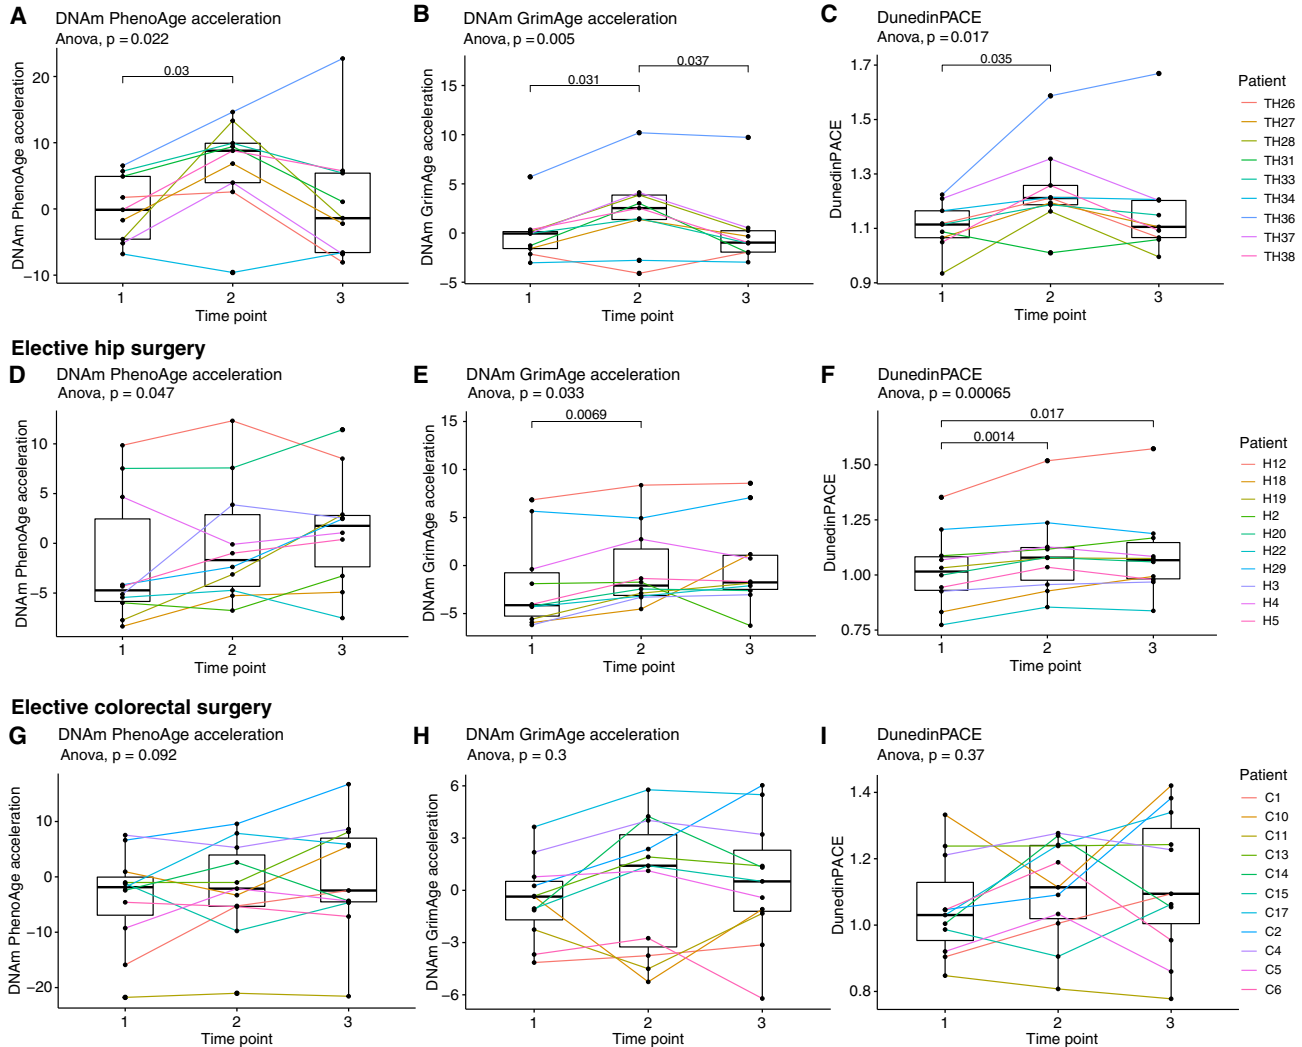 A
DNAm PhenoAge acceleration
Anova, p = 0.022
DNAm PhenoAge acceleration
20
10
0
−10
0.03
1 2 3
Time point
B
DNAm GrimAge acceleration
Anova, p = 0.005
DNAm GrimAge acceleration
15
10
5
0
−5
0.031
0.037
1 2 3
Time point
C
DunedinPACE
Anova, p = 0.017
DunedinPACE
1.7
1.5
1.3
1.1
0.9
0.035
1 2 3
Time point
Patient
TH26
TH27
TH28
TH31
TH33
TH34
TH36
TH37
TH38
Elective hip surgery
D
DNAm PhenoAge acceleration
Anova, p = 0.047
DNAm PhenoAge acceleration
10
5
0
−5
1 2 3
Time point
E
DNAm GrimAge acceleration
Anova, p = 0.033
DNAm GrimAge acceleration
15
10
5
0
−5
0.0069
1 2 3
Time point
F
DunedinPACE
Anova, p = 0.00065
DunedinPACE
1.50
1.25
1.00
0.75
0.017
0.0014
1 2 3
Time point
Patient
H12
H18
H19
H2
H20
H22
H29
H3
H4
H5
Elective colorectal surgery
G
DNAm PhenoAge acceleration
Anova, p = 0.092
DNAm PhenoAge acceleration
10
0
−10
−20
1 2 3
Time point
H
DNAm GrimAge acceleration
Anova, p = 0.3
DNAm GrimAge acceleration
6
3
0
−3
−6
1 2 3
Time point
I
DunedinPACE
Anova, p = 0.37
DunedinPACE
1.4
1.2
1.0
0.8
1 2 3
Time point
Patient
C1
C10
C11
C13
C14
C15
C17
C2
C4
C5
C6